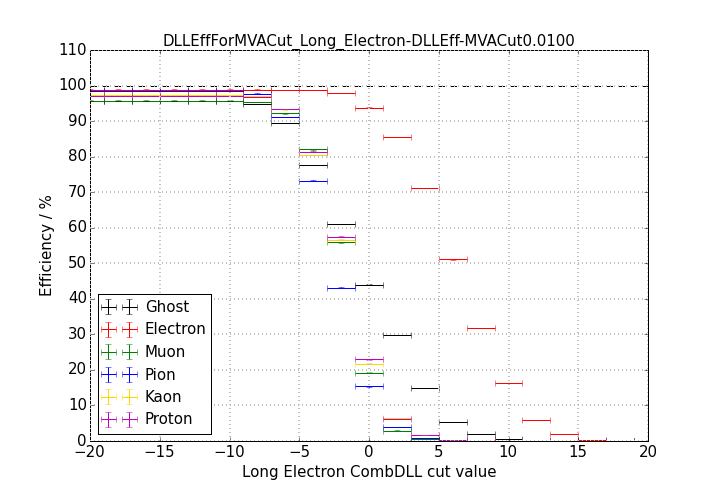 DLLEffForMVACut_Long_Electron-DLLEff-MVACut0.0100
110
100
90
80
70
60
50
40
30
20
10
0
Efficiency / %
Ghost
Electron
Muon
Pion
Kaon
Proton
−20 −15 −10 −5 0 5 10 15 20
Long Electron CombDLL cut value